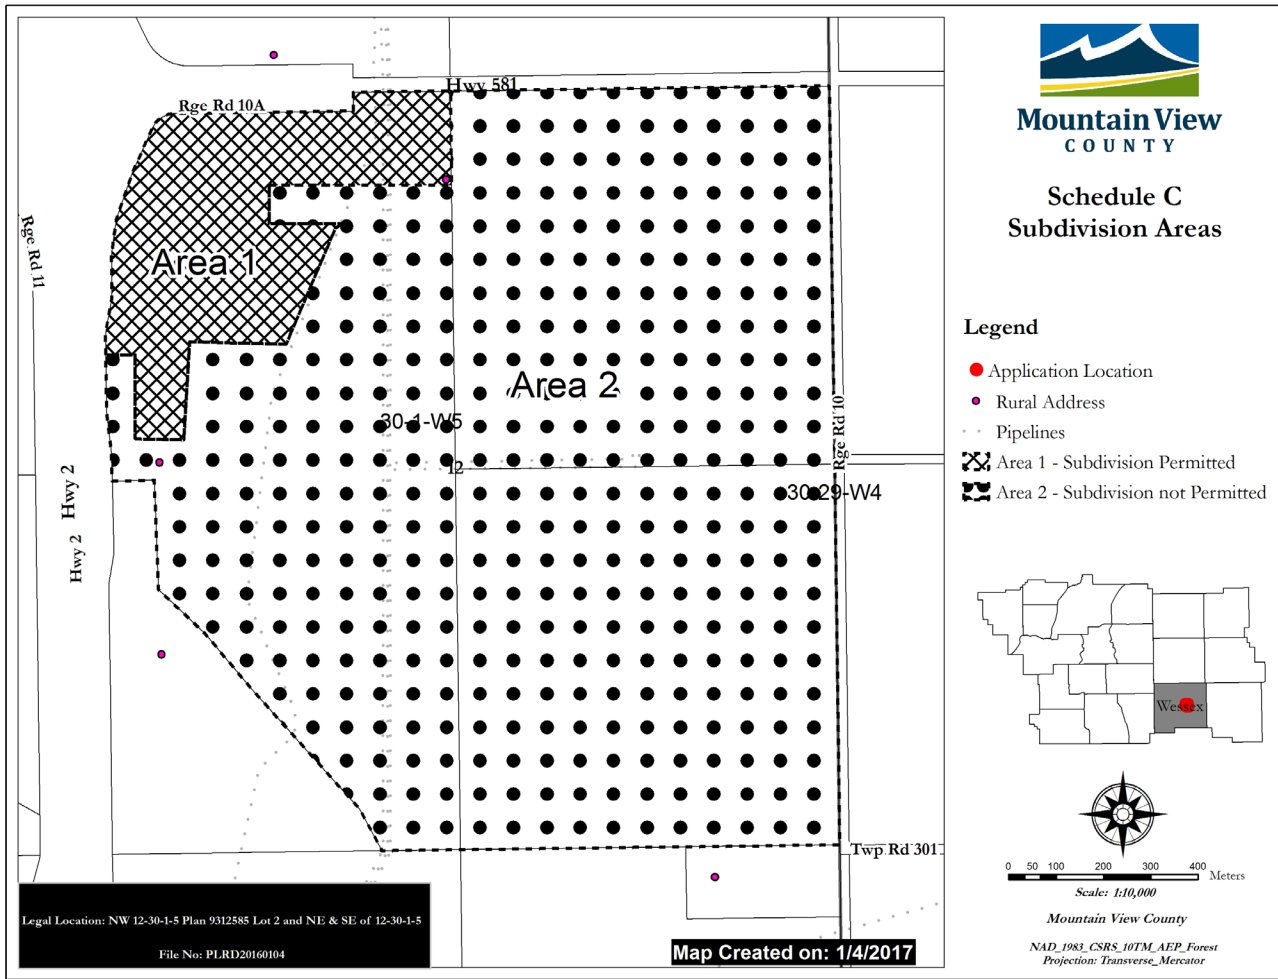 Hwy 581
Rge Rd 10A
Rge Rd 11
Area 1
Area 2
30-1-W5
12
Rge Rd 10
30-29-W4
Hwy 2
Hwy 2
Twp Rd 301
Legal Location: NW 12-30-1-5 Plan 9312585 Lot 2 and NE & SE of 12-30-1-5
File No: PLRD20160104
Map Created on: 1/4/2017
Mountain View
COUNTY
Schedule C
Subdivision Areas
Legend
Application Location
Rural Address
Pipelines
Area 1 - Subdivision Permitted
Area 2 - Subdivision not Permitted
Wessex
0 50 100 200 300 400
Meters
Scale: 1:10,000
Mountain View County
NAD_1983_CSRS_10TM_AEP_Forest
Projection: Transverse_Mercator